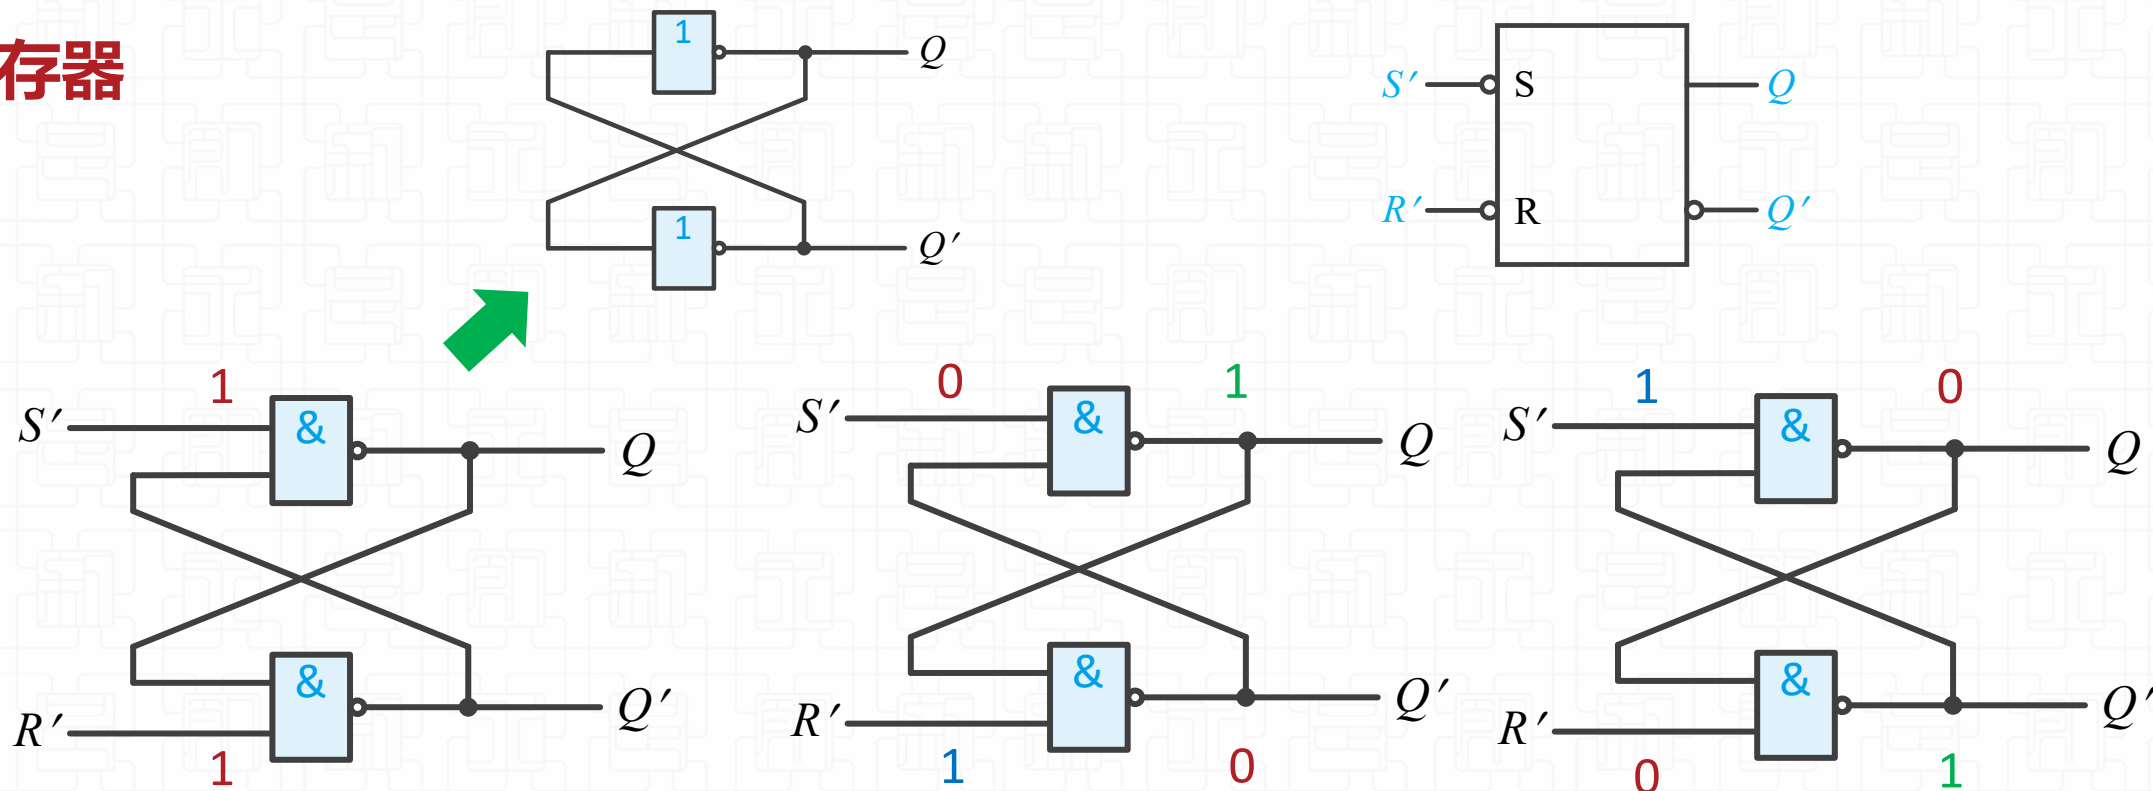 存器
1 Q
1 Q′
S′ S Q
R′ R Q′
1
S′ & Q
& Q′
R′
1
0 1
S′ & Q
& Q′
R′
1 0
1 0
S′ & Q
& Q′
R′
0 1